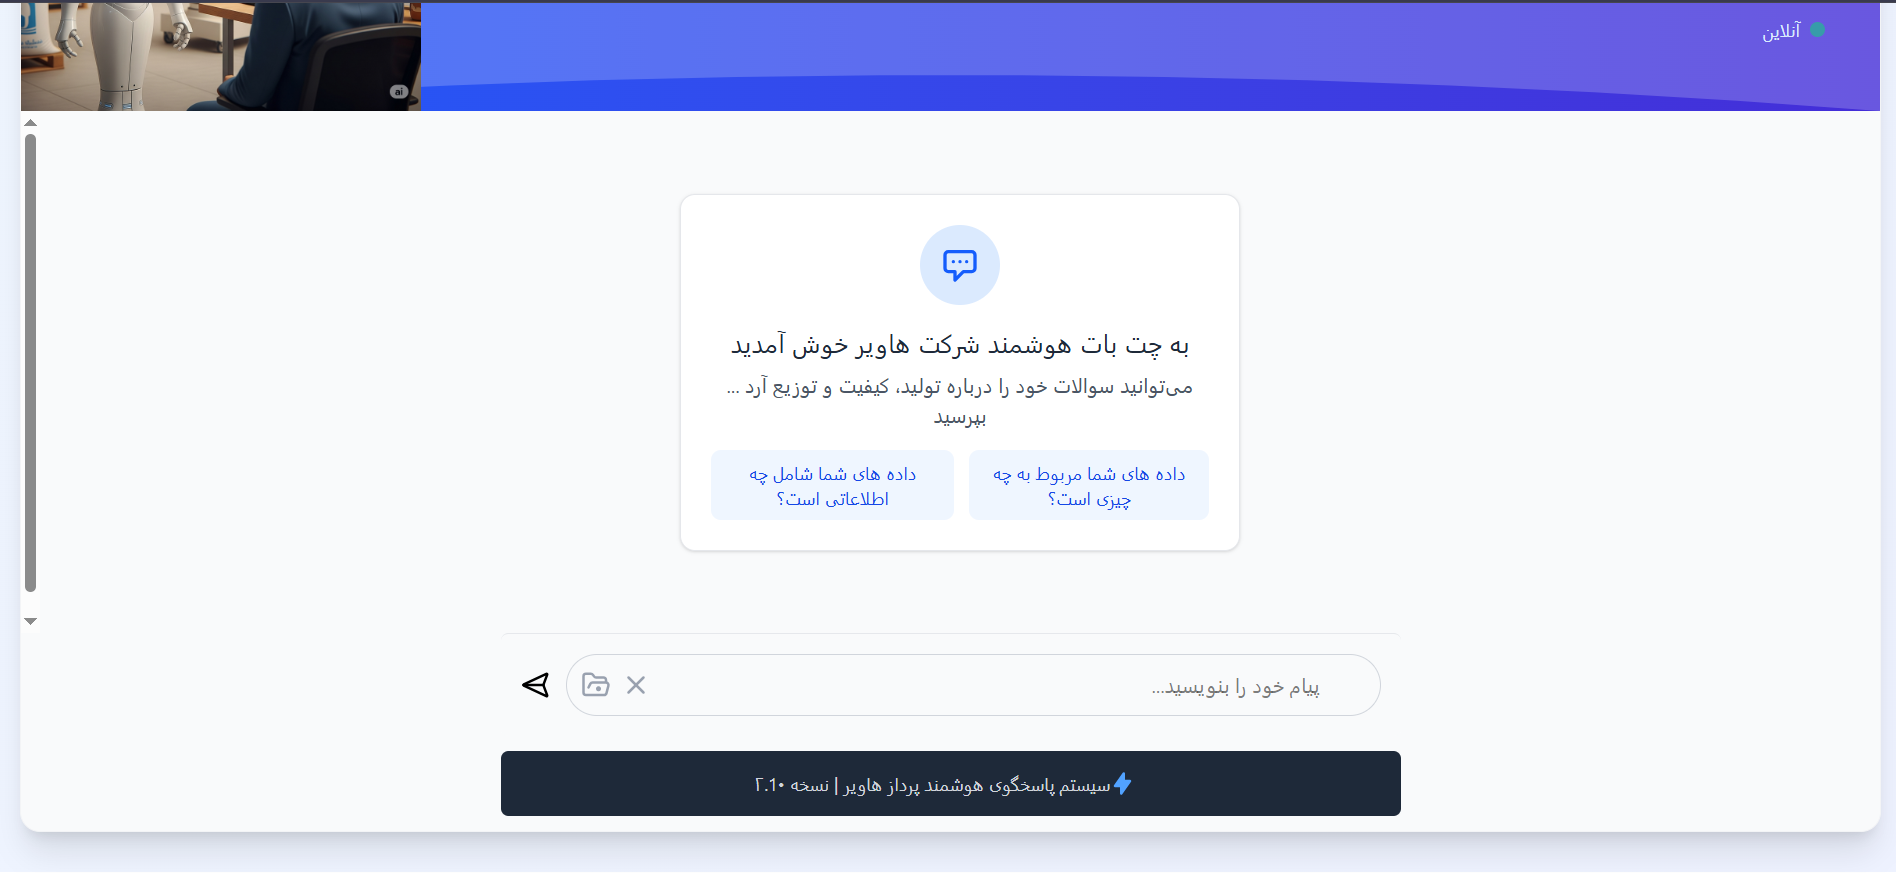 آنلاین
ai
به چت بات هوشمند شرکت هاویر خوش آمدید
می‌توانید سوالات خود را درباره تولید، کیفیت و توزیع آرد ...
بپرسید
داده های شما مربوط به چه
چیزی است؟
داده های شما شامل چه
اطلاعاتی است؟
پیام خود را بنویسید...
سیستم پاسخگوی هوشمند پرداز هاویر | نسخه ۲.1۰